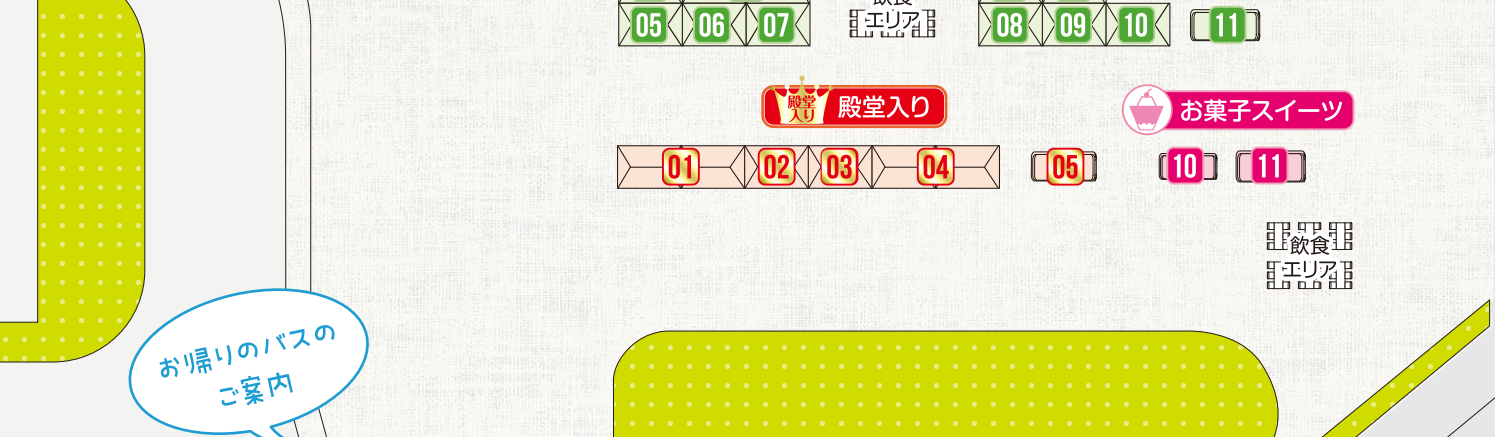 飲食
エリア
05 06 07
08 09 10 11
殿堂
入り
殿堂入り
お菓子スイーツ
01 02 03 04 05
10 11
飲食
エリア
お帰りのバスの
ご案内